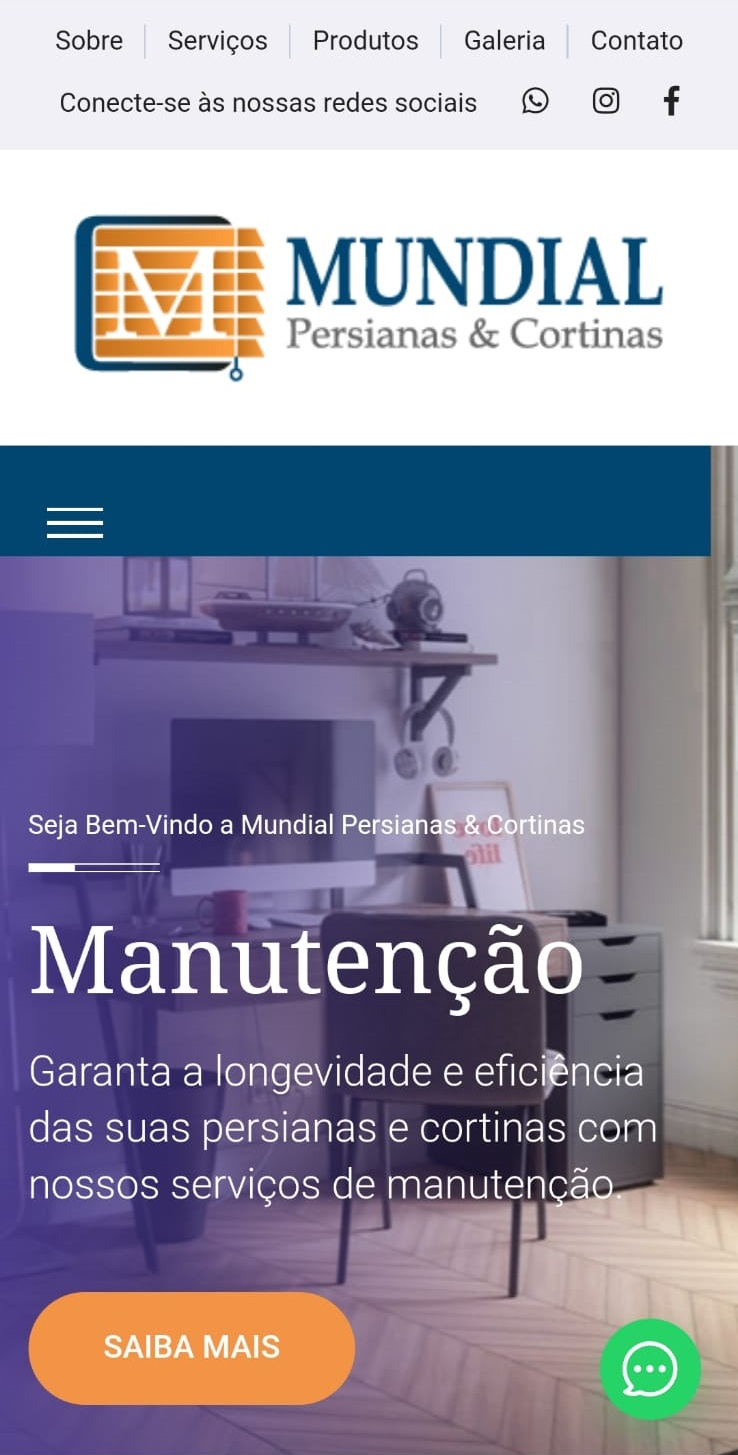 Sobre Serviços Produtos Galeria Contato
Conecte-se às nossas redes sociais
M
MUNDIAL
Persianas & Cortinas
Seja Bem-Vindo a Mundial Persianas & Cortinas
life
Manutenção
Garanta a longevidade e eficiência
das suas persianas e cortinas com
nossos serviços de manutenção.
SAIBA MAIS